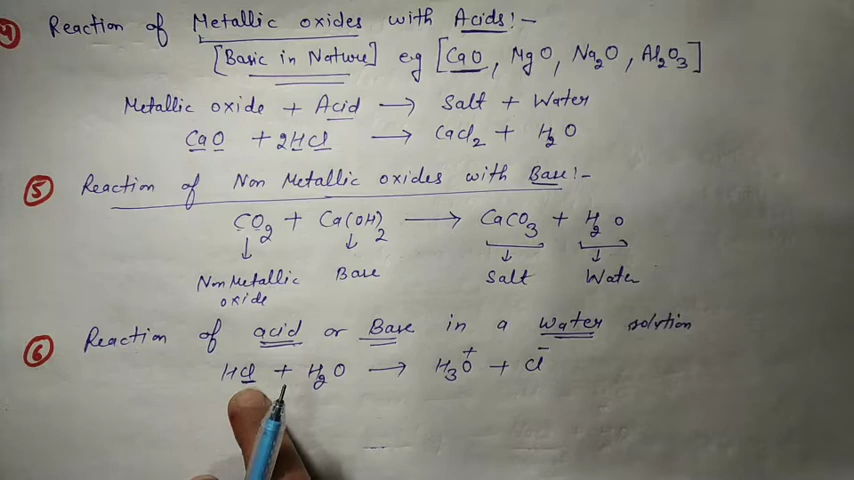 4 Reaction of Metallic oxides with Acids!-
[Basic in Nature] eg [CaO, MgO, Na2O, Al2O3]
Metallic oxide + Acid → Salt + Water
CaO + 2HCl → CaCl2 + H2O
5 Reaction of Non Metallic oxides with Base!-
CO2 + Ca(OH)2 → CaCO3 + H2O
↓ ↓ ↓ ↓
Non Metallic Base Salt Water
oxide
6 Reaction of acid or Base in a water solution
HCl + H2O → H3O+ + Cl-